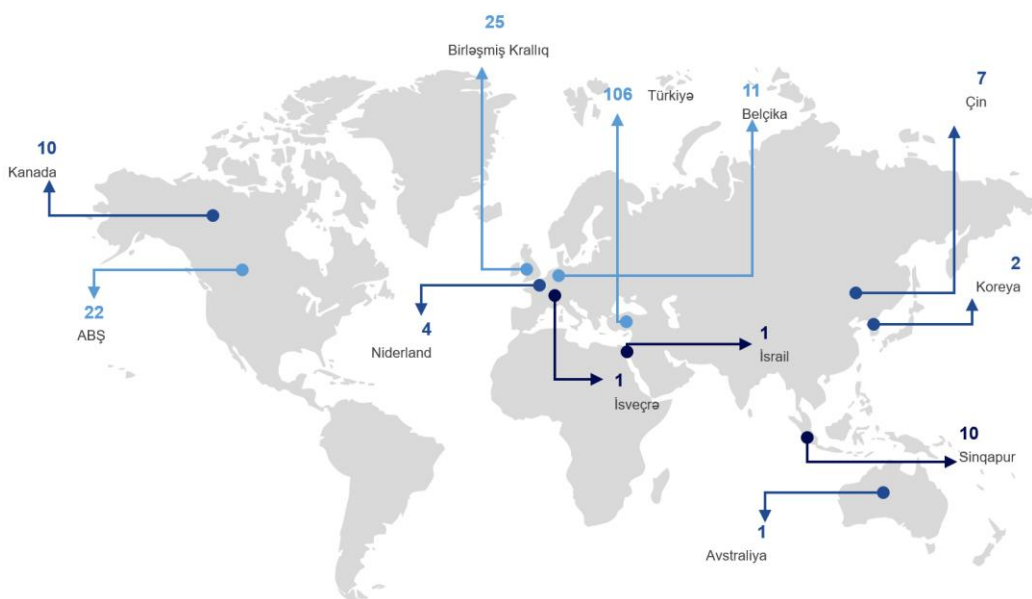 25
Birləşmiş Krallıq
106
Türkiyə
11
Belçika
7
Çin
10
Kanada
2
Koreya
22
ABŞ
4
Niderland
1
İsrail
1
İsveçrə
10
Sinqapur
1
Avstraliya